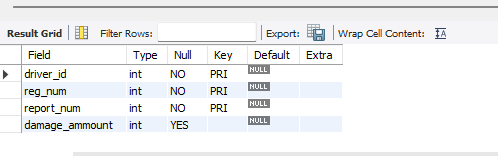 Result Grid Filter Rows: Export: Wrap Cell Content: IA
Field Type Null Key Default Extra
driver_id int NO PRI NULL
reg_num int NO PRI NULL
report_num int NO PRI NULL
damage_ammount int YES NULL